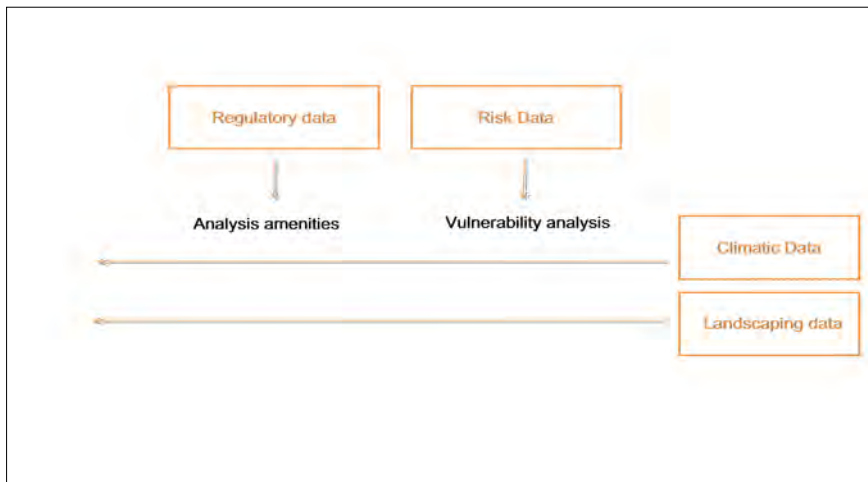 Regulatory data
Risk Data
Analysis amenities
Vulnerability analysis
Climatic Data
Landscaping data